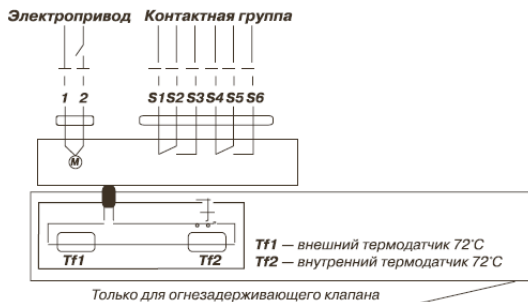 Электропривод Контактная группа
1 2 S1 S2 S3 S4 S5 S6
M
Tf1 Tf2
Tf1 — внешний термодатчик 72°С
Tf2 — внутренний термодатчик 72°С
Только для огнезадерживающего клапана